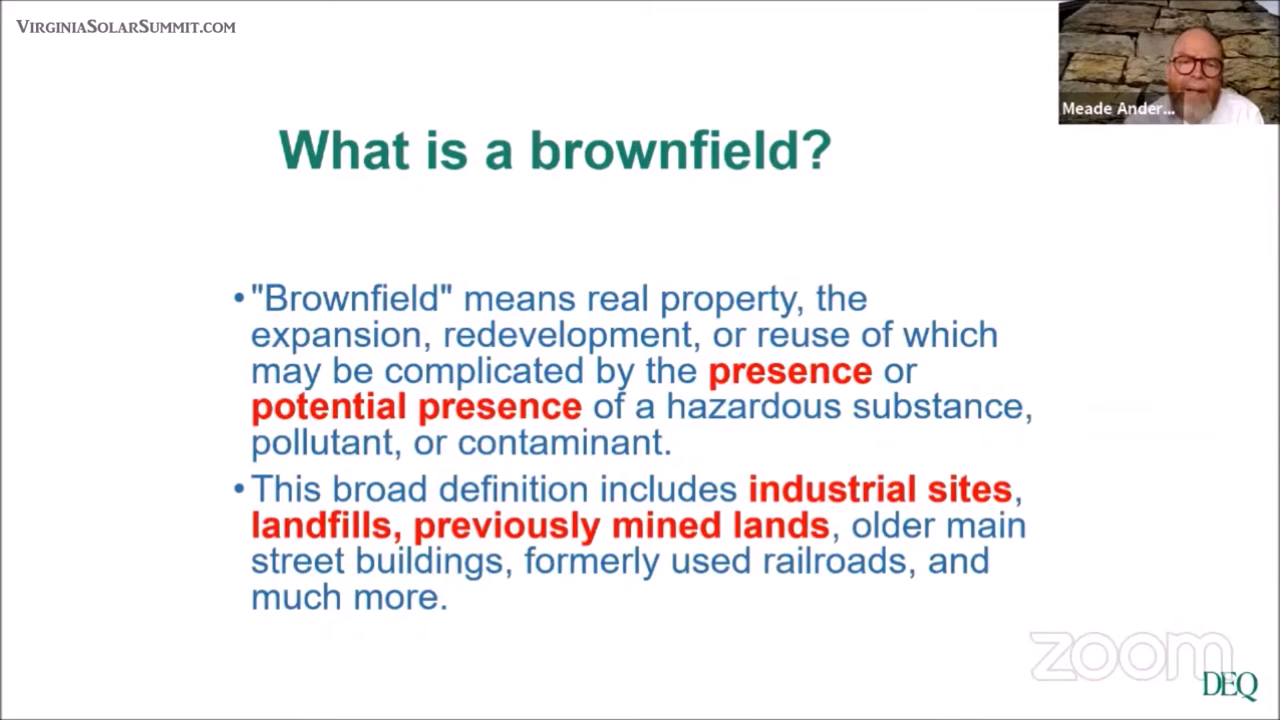 VIRGINIASOLARSUMMIT.COM
Meade Ander...
What is a brownfield?
•"Brownfield" means real property, the
expansion, redevelopment, or reuse of which
may be complicated by the presence or
potential presence of a hazardous substance,
pollutant, or contaminant.
•This broad definition includes industrial sites,
landfills, previously mined lands, older main
street buildings, formerly used railroads, and
much more.
zoom
DEQ